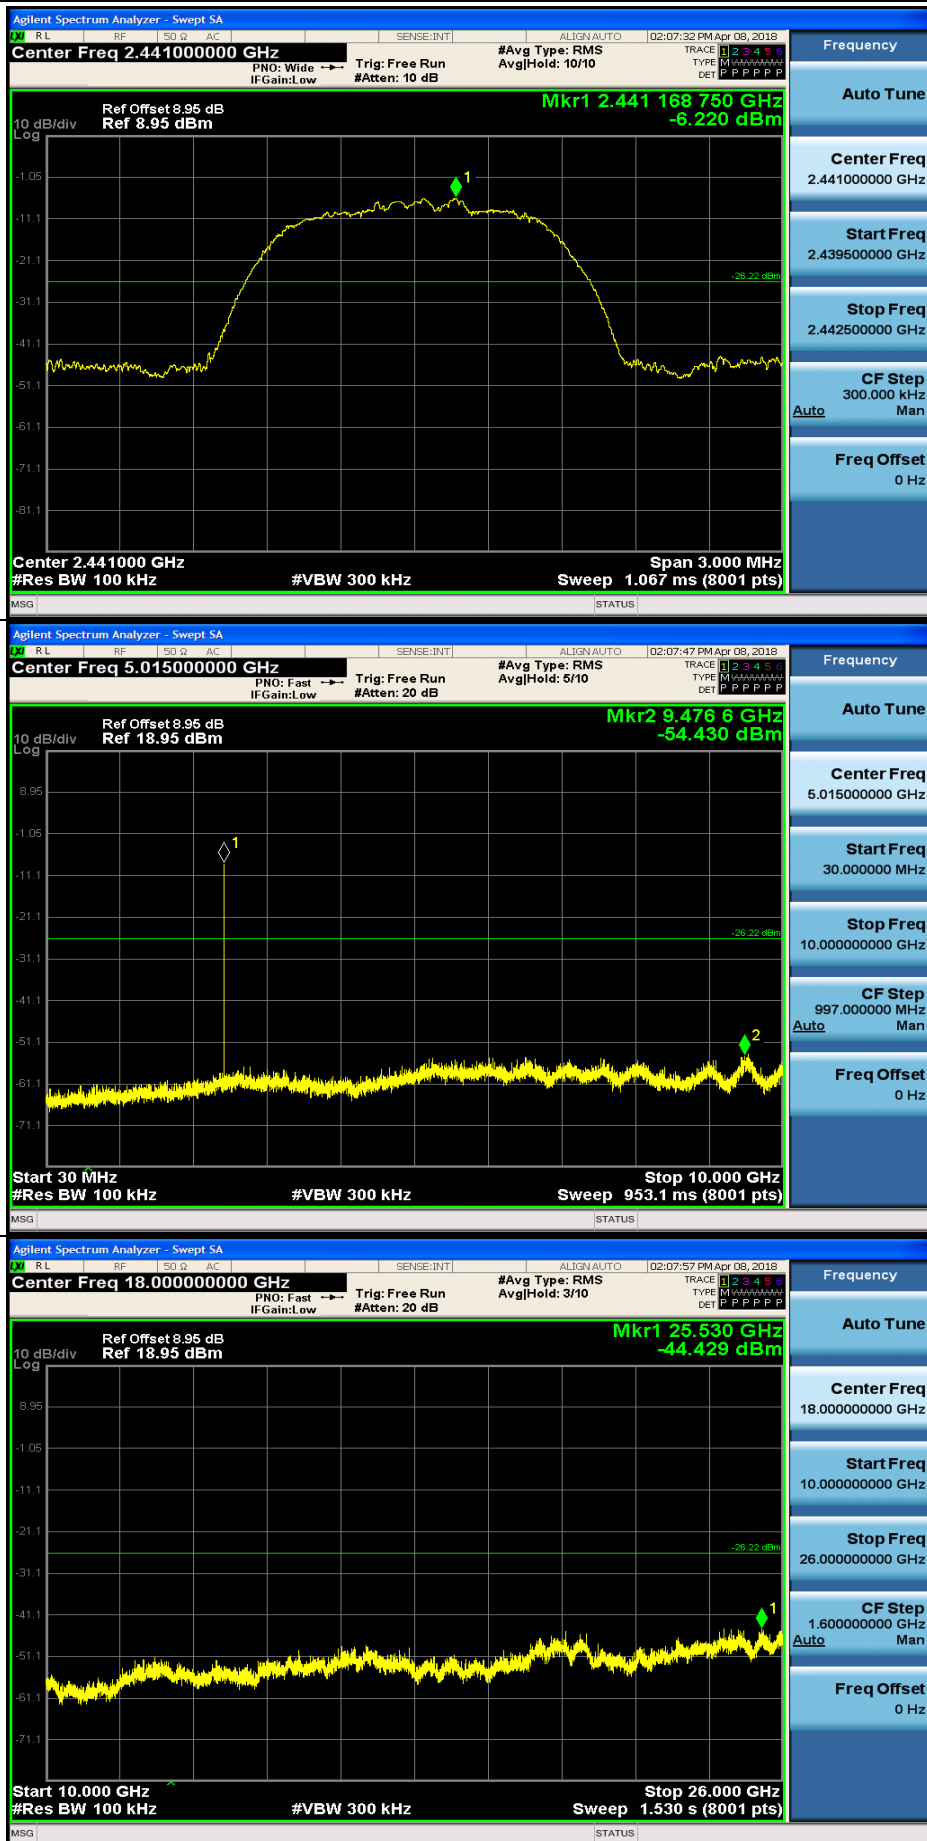 Agilent Spectrum Analyzer - Swept SA
LXI RL RF 50 Ω AC SENSE:INT ALIGN AUTO 02:07:32 PM Apr 08, 2018
Center Freq 2.441000000 GHz
PNO: Wide
IFGain:Low
Trig: Free Run
#Atten: 10 dB
#Avg Type: RMS
Avg|Hold: 10/10
TRACE 1 2 3 4 5 6
TYPE M WWWWW
DET P P P P P P
Frequency
Auto Tune
Center Freq
2.441000000 GHz
Start Freq
2.439500000 GHz
Stop Freq
2.442500000 GHz
CF Step
300.000 kHz
Auto Man
Freq Offset
0 Hz
Mkr1 2.441 168 750 GHz
-6.220 dBm
Ref Offset 8.95 dB
10 dB/div Ref 8.95 dBm
Log
-1.05
1
-11.1
-21.1
-26.22 dBm
-31.1
-41.1
-51.1
-61.1
-71.1
-81.1
Center 2.441000 GHz Span 3.000 MHz
#Res BW 100 kHz #VBW 300 kHz Sweep 1.067 ms (8001 pts)
MSG STATUS
Agilent Spectrum Analyzer - Swept SA
LXI RL RF 50 Ω AC SENSE:INT ALIGN AUTO 02:07:47 PM Apr 08, 2018
Center Freq 5.015000000 GHz
PNO: Fast
IFGain:Low
Trig: Free Run
#Atten: 20 dB
#Avg Type: RMS
Avg|Hold: 5/10
TRACE 1 2 3 4 5 6
TYPE M WWWWW
DET P P P P P P
Frequency
Auto Tune
Center Freq
5.015000000 GHz
Start Freq
30.000000 MHz
Stop Freq
10.000000000 GHz
CF Step
997.000000 MHz
Auto Man
Freq Offset
0 Hz
Mkr2 9.476 6 GHz
-54.430 dBm
Ref Offset 8.95 dB
10 dB/div Ref 18.95 dBm
Log
8.95
-1.05
1
-11.1
-21.1
-26.22 dBm
-31.1
-41.1
-51.1
2
-61.1
-71.1
Start 30 MHz Stop 10.000 GHz
#Res BW 100 kHz #VBW 300 kHz Sweep 953.1 ms (8001 pts)
MSG STATUS
Agilent Spectrum Analyzer - Swept SA
LXI RL RF 50 Ω AC SENSE:INT ALIGN AUTO 02:07:57 PM Apr 08, 2018
Center Freq 18.000000000 GHz
PNO: Fast
IFGain:Low
Trig: Free Run
#Atten: 20 dB
#Avg Type: RMS
Avg|Hold: 3/10
TRACE 1 2 3 4 5 6
TYPE M WWWWW
DET P P P P P P
Frequency
Auto Tune
Center Freq
18.000000000 GHz
Start Freq
10.000000000 GHz
Stop Freq
26.000000000 GHz
CF Step
1.600000000 GHz
Auto Man
Freq Offset
0 Hz
Mkr1 25.530 GHz
-44.429 dBm
Ref Offset 8.95 dB
10 dB/div Ref 18.95 dBm
Log
8.95
-1.05
-11.1
-21.1
-26.22 dBm
-31.1
-41.1
1
-51.1
-61.1
-71.1
Start 10.000 GHz Stop 26.000 GHz
#Res BW 100 kHz #VBW 300 kHz Sweep 1.530 s (8001 pts)
MSG STATUS